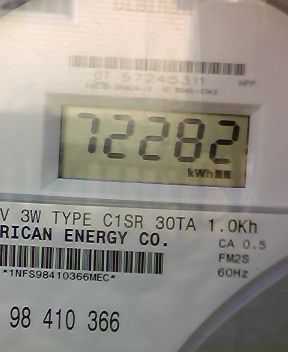 07 57245311
72282
kWh
V 3W TYPE C1SR 30TA 1.0Kh
RICAN ENERGY CO.
CA 0.5
FM2S
*1NFS98410366MEC*
60Hz
98 410 366